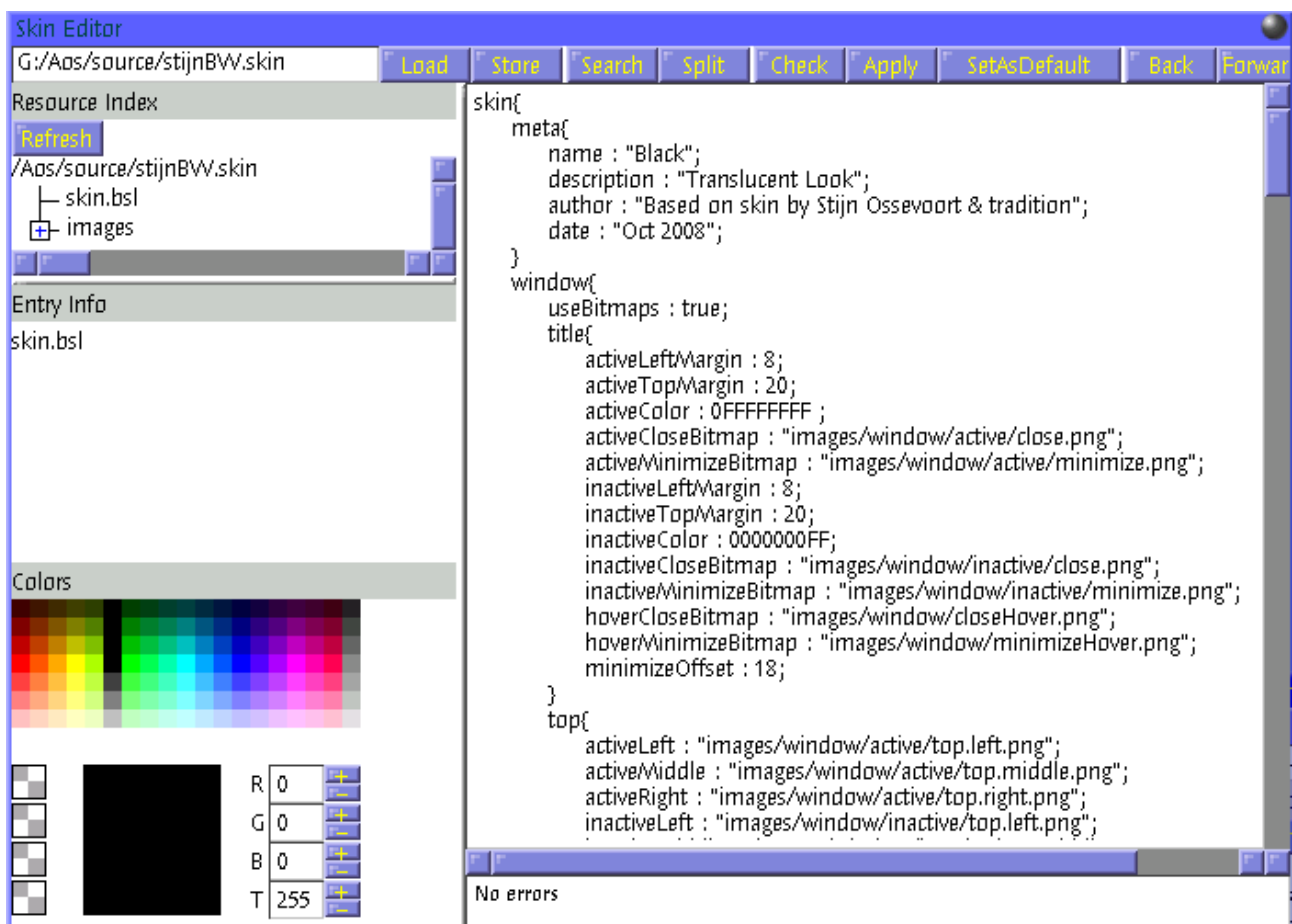 Skin Editor
G:/Aos/source/stijnBW.skin Load Store Search Split Check Apply SetAsDefault Back Forwar
Resource Index
Refresh
/Aos/source/stijnBW.skin
skin.bsl
images
Entry Info
skin.bsl
Colors
R 0
G 0
B 0
T 255
skin{
meta{
name : "Black";
description : "Translucent Look";
author : "Based on skin by Stijn Ossevoort & tradition";
date : "Oct 2008";
}
window{
useBitmaps : true;
title{
activeLeftMargin : 8;
activeTopMargin : 20;
activeColor : 0FFFFFFFF ;
activeCloseBitmap : "images/window/active/close.png";
activeMinimizeBitmap : "images/window/active/minimize.png";
inactiveLeftMargin : 8;
inactiveTopMargin : 20;
inactiveColor : 0000000FF;
inactiveCloseBitmap : "images/window/inactive/close.png";
inactiveMinimizeBitmap : "images/window/inactive/minimize.png";
hoverCloseBitmap : "images/window/closeHover.png";
hoverMinimizeBitmap : "images/window/minimizeHover.png";
minimizeOffset : 18;
}
top{
activeLeft : "images/window/active/top.left.png";
activeMiddle : "images/window/active/top.middle.png";
activeRight : "images/window/active/top.right.png";
inactiveLeft : "images/window/inactive/top.left.png";
No errors